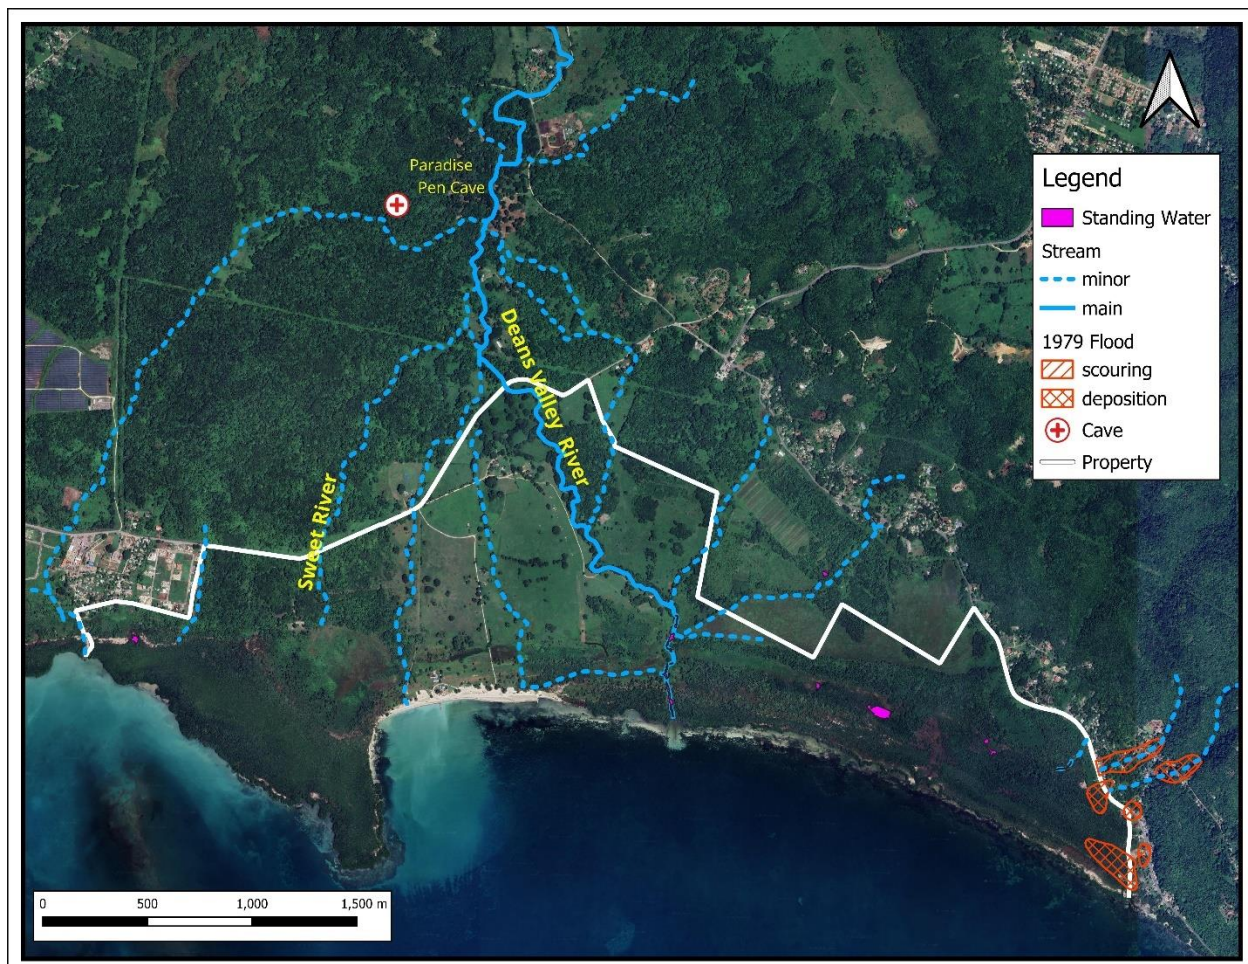 Paradise
Pen Cave
Deans Valley River
Sweet River
Legend
Standing Water
Stream
minor
main
1979 Flood
scouring
deposition
Cave
Property
0 500 1,000 1,500 m